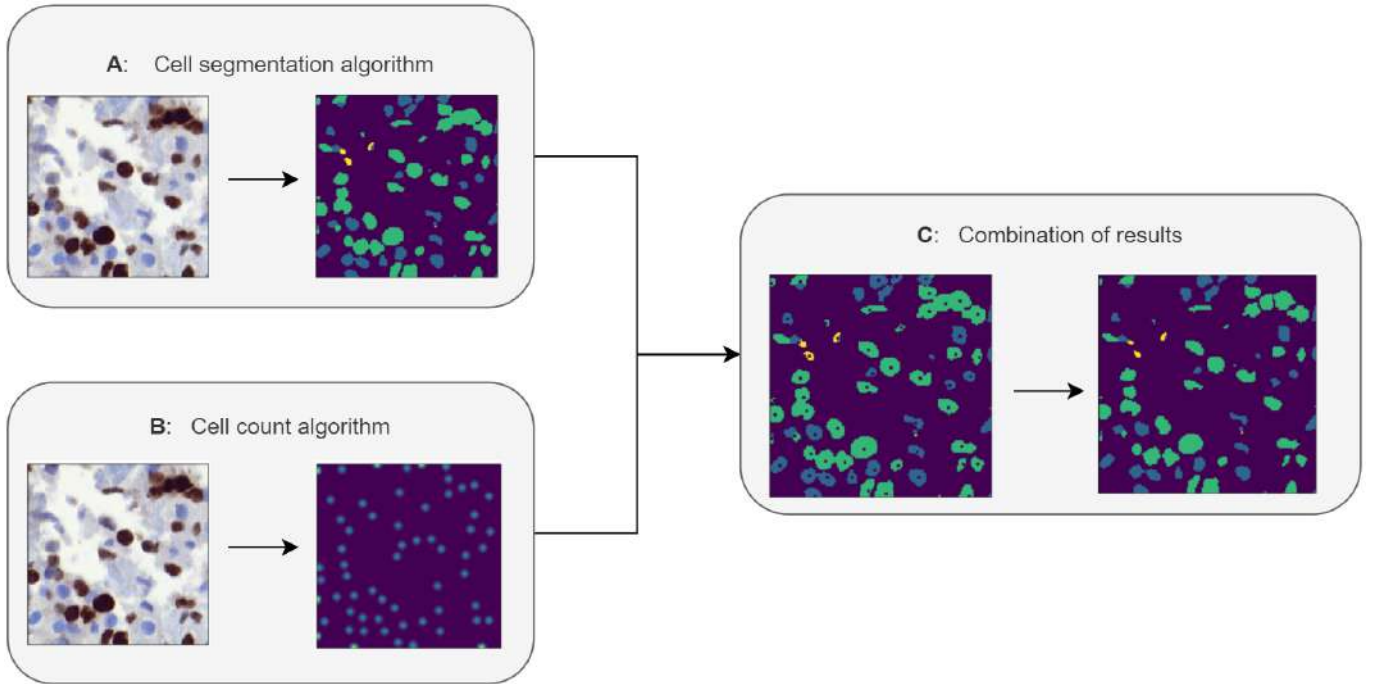 A: Cell segmentation algorithm
B: Cell count algorithm
C: Combination of results